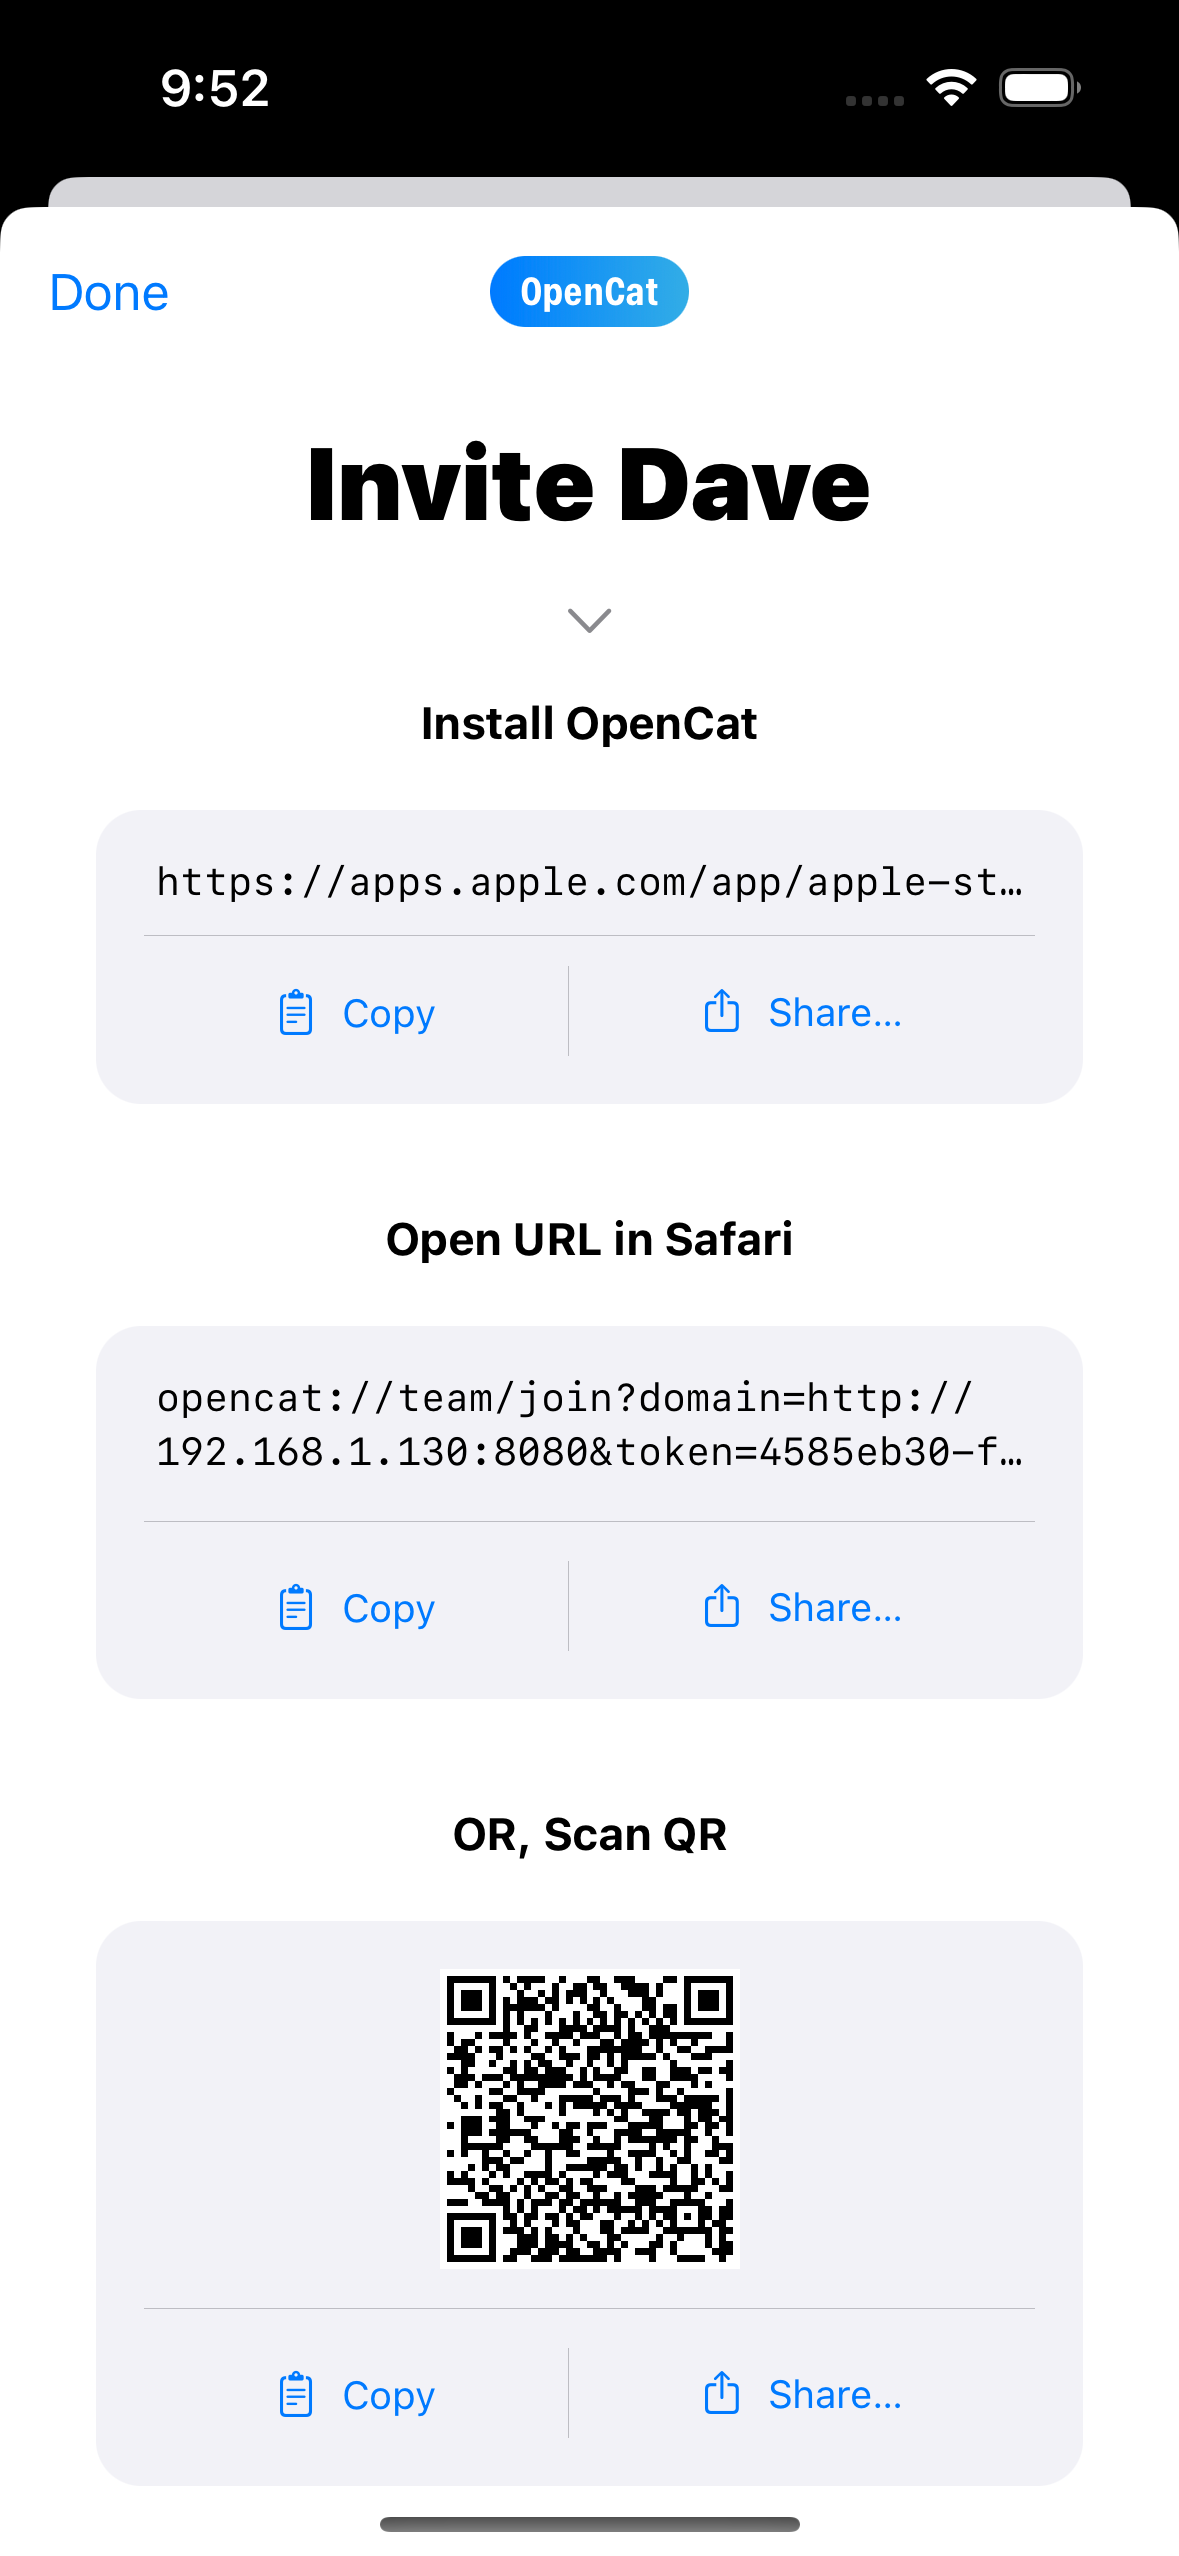 9:52
Done
OpenCat
Invite Dave
Install OpenCat
https://apps.apple.com/app/apple-st…
Copy
Share...
Open URL in Safari
opencat://team/join?domain=http://
192.168.1.130:8080&token=4585eb30-f…
Copy
Share...
OR, Scan QR
Copy
Share...